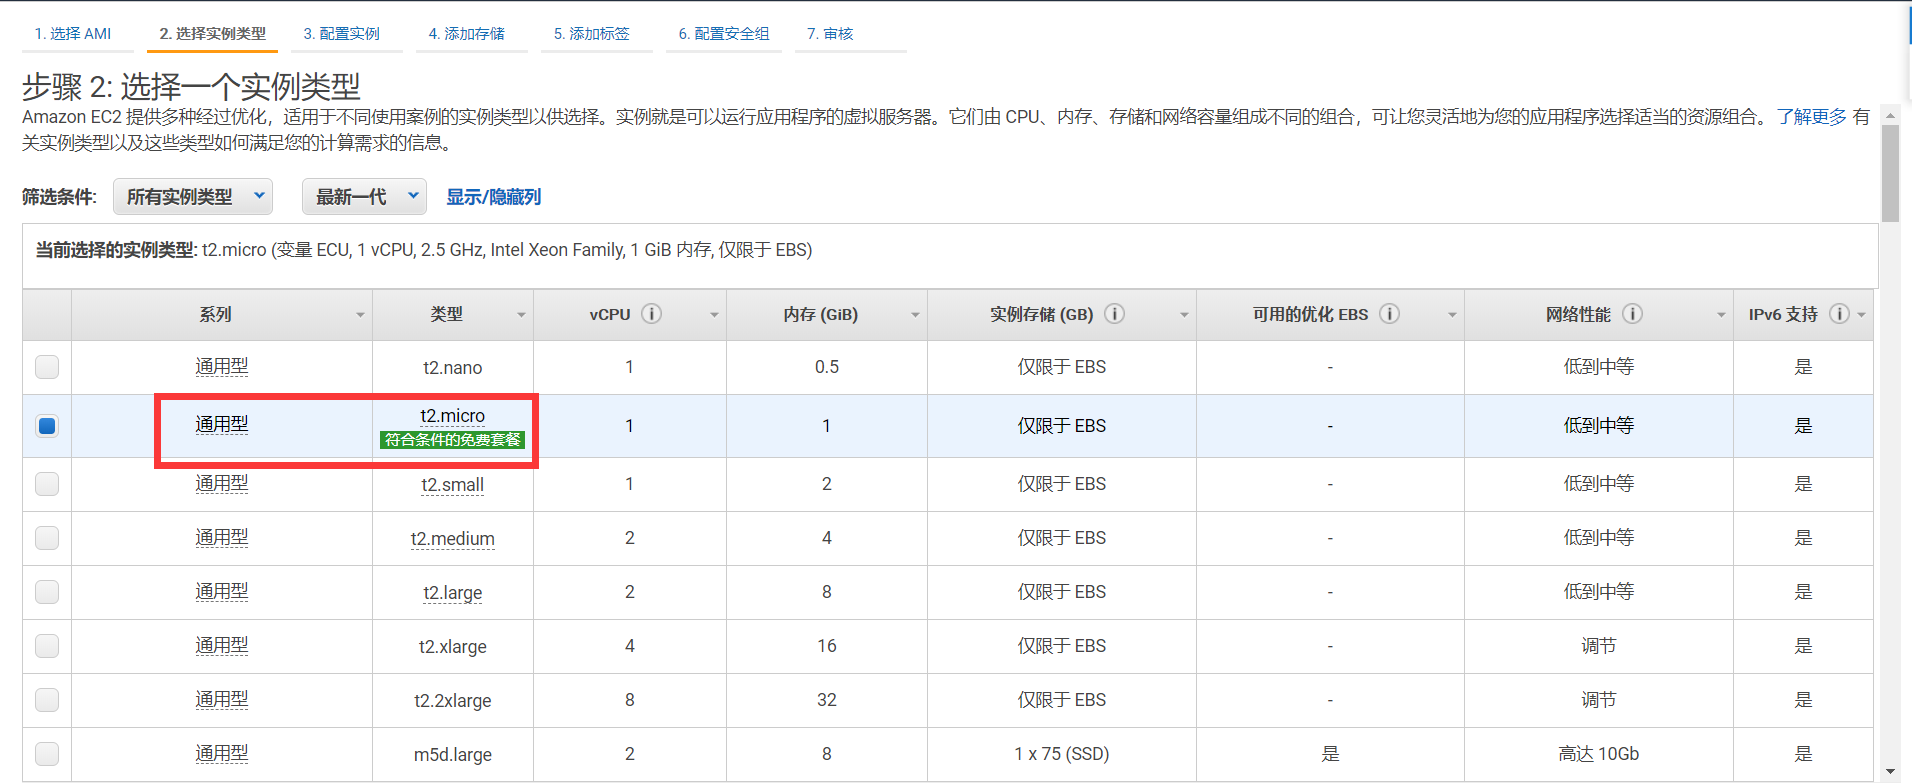 1. 选择 AMI 2. 选择实例类型 3. 配置实例 4. 添加存储 5. 添加标签 6. 配置安全组 7. 审核
步骤 2: 选择一个实例类型
Amazon EC2 提供多种经过优化，适用于不同使用案例的实例类型以供选择。实例就是可以运行应用程序的虚拟服务器。它们由 CPU、内存、存储和网络容量组成不同的组合，可让您灵活地为您的应用程序选择适当的资源组合。 了解更多 有
关实例类型以及这些类型如何满足您的计算需求的信息。
筛选条件: 所有实例类型 最新一代 显示/隐藏列
当前选择的实例类型: t2.micro (变量 ECU, 1 vCPU, 2.5 GHz, Intel Xeon Family, 1 GiB 内存, 仅限于 EBS)
系列 类型 vCPU 内存 (GiB) 实例存储 (GB) 可用的优化 EBS 网络性能 IPv6 支持
通用型 t2.nano 1 0.5 仅限于 EBS - 低到中等 是
通用型 t2.micro 符合条件的免费套餐 1 1 仅限于 EBS - 低到中等 是
通用型 t2.small 1 2 仅限于 EBS - 低到中等 是
通用型 t2.medium 2 4 仅限于 EBS - 低到中等 是
通用型 t2.large 2 8 仅限于 EBS - 低到中等 是
通用型 t2.xlarge 4 16 仅限于 EBS - 调节 是
通用型 t2.2xlarge 8 32 仅限于 EBS - 调节 是
通用型 m5d.large 2 8 1 x 75 (SSD) 是 高达 10Gb 是